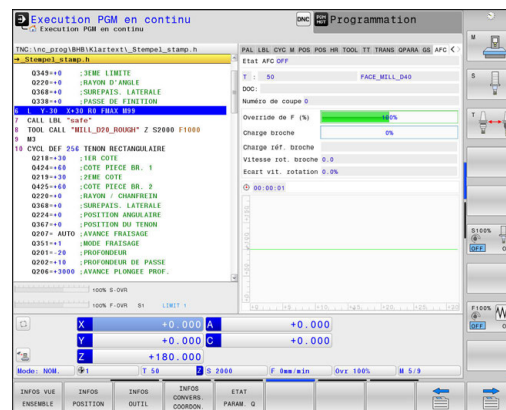 Execution PGM en continu
Execution PGM en continu
DNC
Programmation
TNC:\nc_prog\BHB\Klartext\_Stempel_stamp.h
→_Stempel_stamp.h
Q349=+0 ;3EME LIMITE
Q220=+0 ;RAYON D'ANGLE
Q368=+0 ;SUREPAIS. LATERALE
Q338=+0 ;PASSE DE FINITION
6 L Y-30 X+30 R0 FMAX M99
7 CALL LBL "safe"
8 TOOL CALL "MILL_D20_ROUGH" Z S2000 F1000
9 M3
10 CYCL DEF 256 TENON RECTANGULAIRE
Q218=+30 ;1ER COTE
Q424=+60 ;COTE PIECE BR. 1
Q219=+30 ;2EME COTE
Q425=+60 ;COTE PIECE BR. 2
Q220=+0 ;RAYON / CHANFREIN
Q368=+0 ;SUREPAIS. LATERALE
Q224=+0 ;POSITION ANGULAIRE
Q367=+0 ;POSITION DU TENON
Q207= AUTO ;AVANCE FRAISAGE
Q351=+1 ;MODE FRAISAGE
Q201=-20 ;PROFONDEUR
Q202=+10 ;PROFONDEUR DE PASSE
Q206=+3000 ;AVANCE PLONGEE PROF.
100% S-OVR
100% F-OVR S1 LIMIT 1
PAL LBL CYC M POS POS HR TOOL TT TRANS QPARA GS AFC
Etat AFC OFF
T : 50 FACE_MILL_D40
DOC:
Numéro de coupe 0
Override de F (%) 100%
Charge broche 0%
Charge réf. broche
Vitesse rot. broche 0.0
Ecart vit. rotation 0.0%
00:00:01
X +0.000 A +0.000
Y +0.000 C +0.000
Z +180.000
Mode: NOM. 1 T 50 Z S 2000 F 0mm/min Ovr 100% M 5/9
INFOS VUE ENSEMBLE
INFOS POSITION
INFOS OUTIL
INFOS CONVERS. COORDON.
ETAT PARAM. Q
M
S
T
S100%
OFF
F100%
OFF